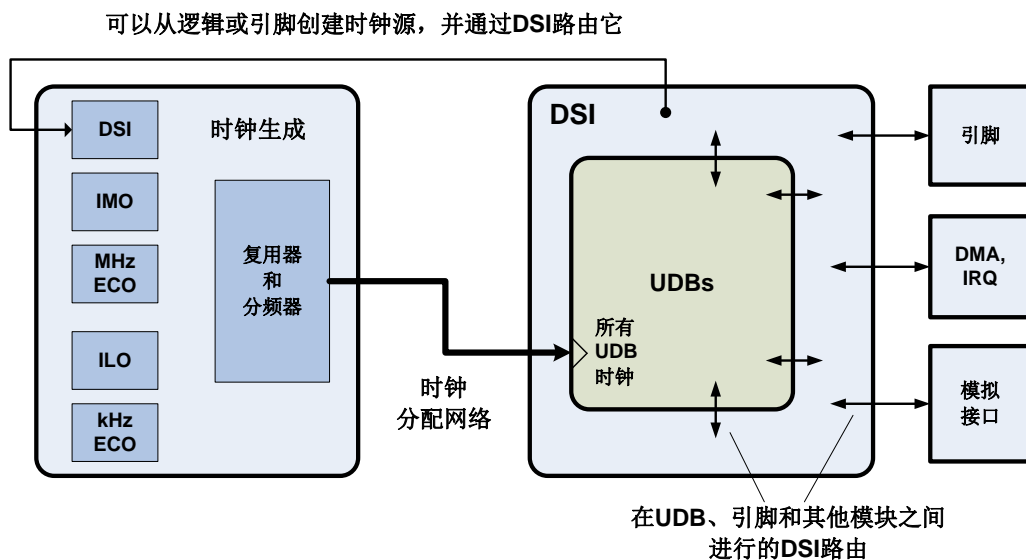 可以从逻辑或引脚创建时钟源，并通过DSI路由它
DSI
时钟生成
IMO
MHz
ECO
ILO
kHz
ECO
复用器
和
分频器
时钟
分配网络
DSI
UDBs
所有
UDB
时钟
引脚
DMA,
IRQ
模拟
接口
在UDB、引脚和其他模块之间
进行的DSI路由